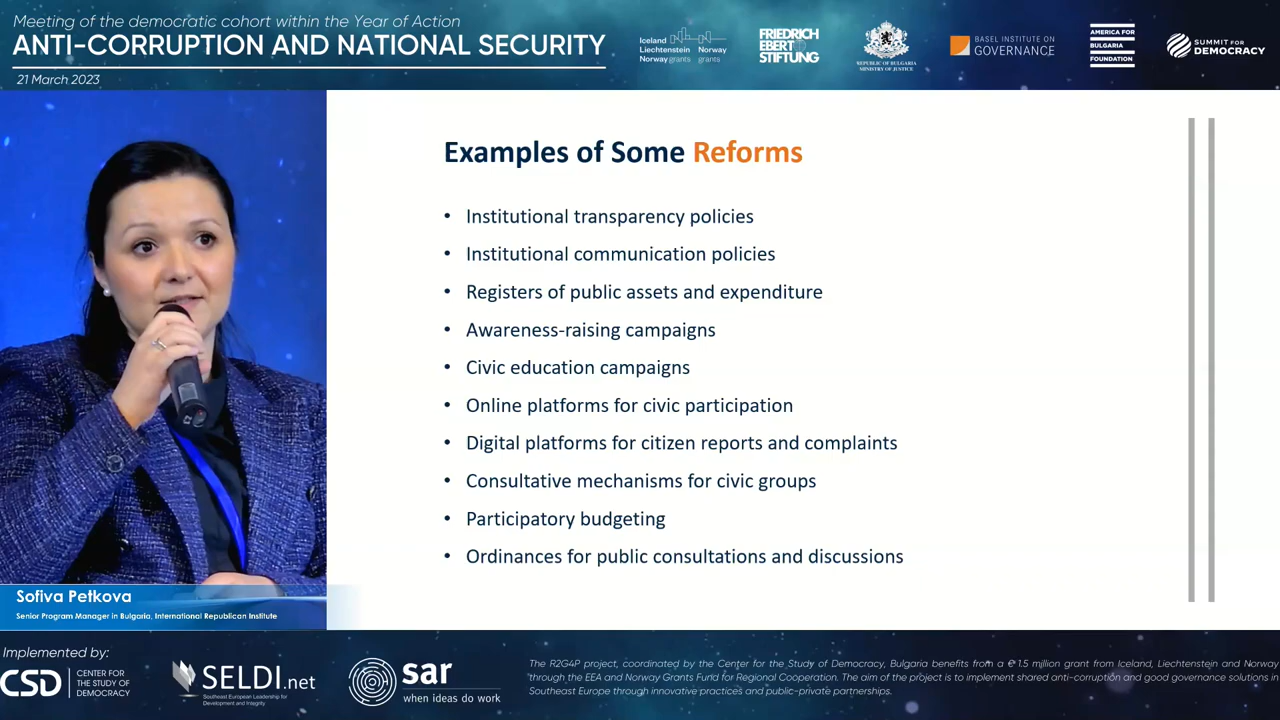 Meeting of the democratic cohort within the Year of Action
ANTI-CORRUPTION AND NATIONAL SECURITY
21 March 2023
Iceland
Liechtenstein
Norway grants
Norway
grants
FRIEDRICH
EBERT
STIFTUNG
REPUBLIC OF BULGARIA
MINISTRY OF JUSTICE
BASEL INSTITUTE ON
GOVERNANCE
AMERICA FOR
BULGARIA
FOUNDATION
SUMMIT FOR
DEMOCRACY
Examples of Some Reforms
• Institutional transparency policies
• Institutional communication policies
• Registers of public assets and expenditure
• Awareness-raising campaigns
• Civic education campaigns
• Online platforms for civic participation
• Digital platforms for citizen reports and complaints
• Consultative mechanisms for civic groups
• Participatory budgeting
• Ordinances for public consultations and discussions
Sofiva Petkova
Senior Program Manager in Bulgaria, International Republican Institute
Implemented by:
CSD
CENTER FOR
THE STUDY OF
DEMOCRACY
SELDI.net
Southeast European Leadership for
Development and Integrity
sar
when ideas do work
The R2G4P project, coordinated by the Center for the Study of Democracy, Bulgaria benefits from a € 1.5 million grant from Iceland, Liechtenstein and Norway
through the EEA and Norway Grants Fund for Regional Cooperation. The aim of the project is to implement shared anti-corruption and good governance solutions in
Southeast Europe through innovative practices and public-private partnerships.